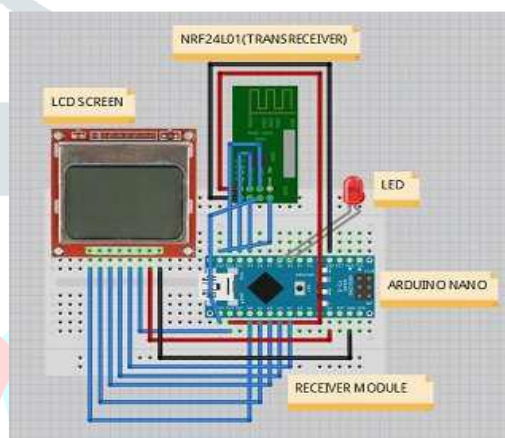 NRF24L01(TRANSRECEIVER)
LCD SCREEN
LED
ARDUINO NANO
RECEIVER MODULE